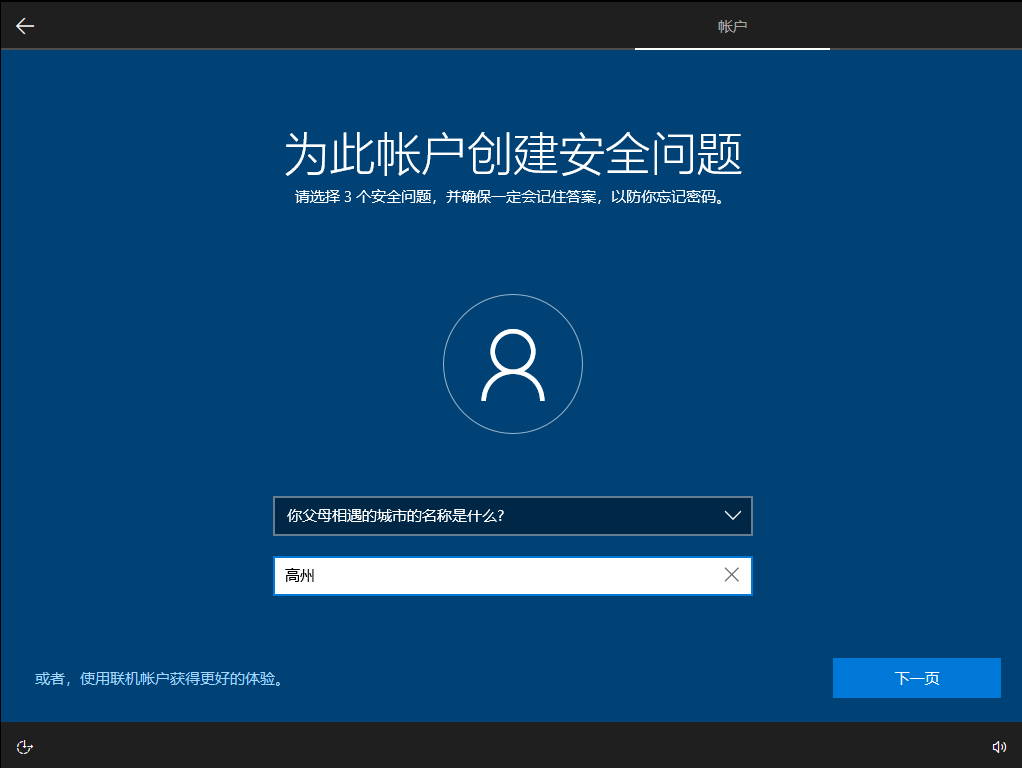 帐户
为此帐户创建安全问题
请选择 3 个安全问题，并确保一定会记住答案，以防你忘记密码。
你父母相遇的城市的名称是什么?
高州
或者，使用联机帐户获得更好的体验。
下一页